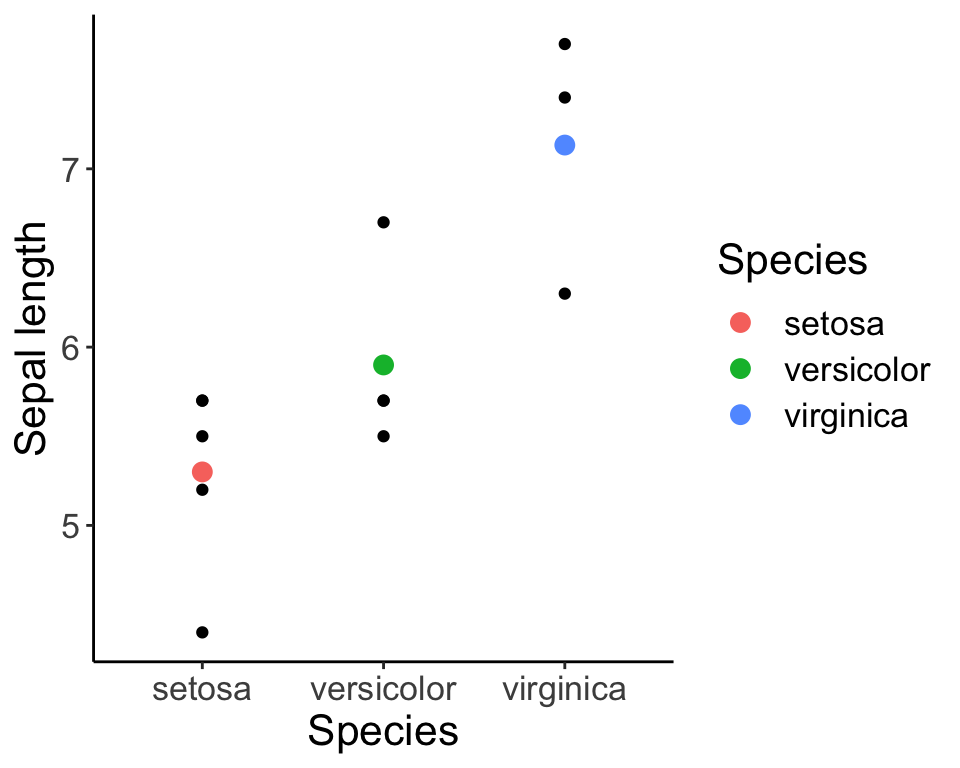 Sepal length
7
6
5
setosa versicolor virginica
Species
Species
setosa
versicolor
virginica